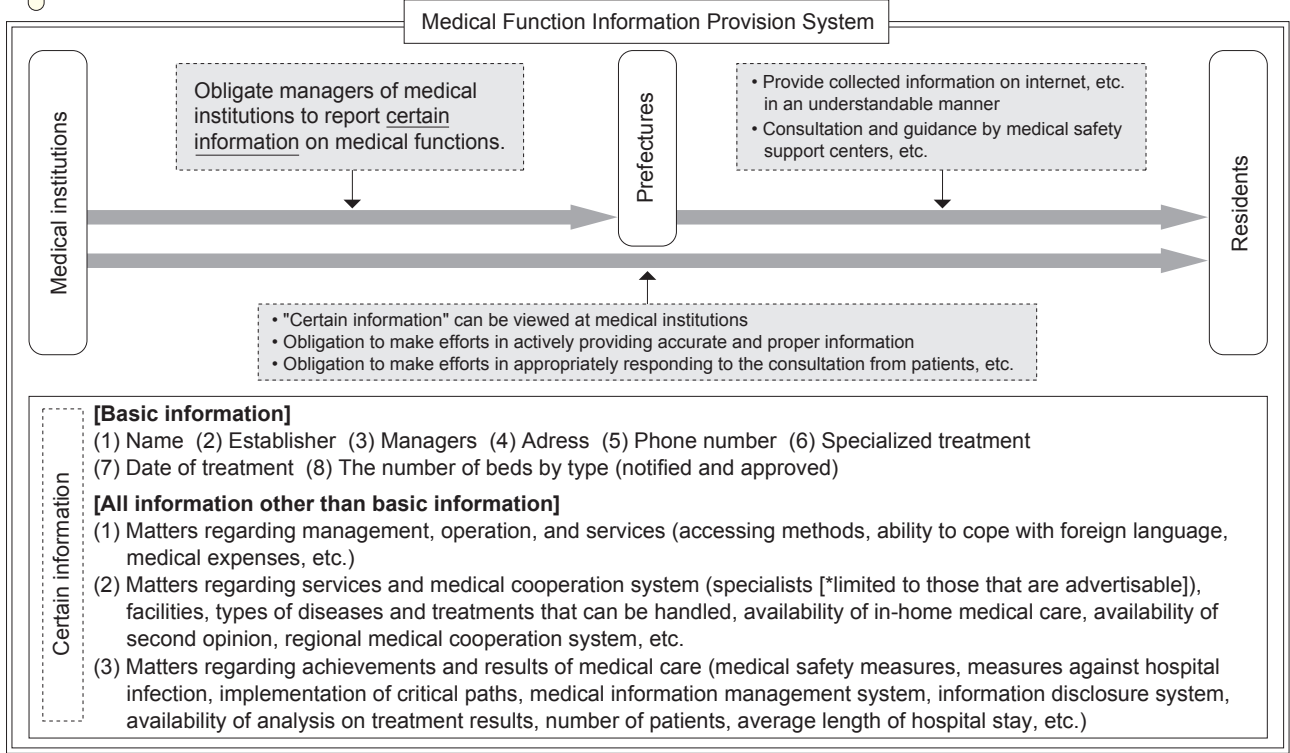 Medical Function Information Provision System
Medical institutions
Obligate managers of medical
institutions to report certain
information on medical functions.
Prefectures
• Provide collected information on internet, etc.
in an understandable manner
• Consultation and guidance by medical safety
support centers, etc.
Residents
• "Certain information" can be viewed at medical institutions
• Obligation to make efforts in actively providing accurate and proper information
• Obligation to make efforts in appropriately responding to the consultation from patients, etc.
Certain information
[Basic information]
(1) Name (2) Establisher (3) Managers (4) Adress (5) Phone number (6) Specialized treatment
(7) Date of treatment (8) The number of beds by type (notified and approved)
[All information other than basic information]
(1) Matters regarding management, operation, and services (accessing methods, ability to cope with foreign language,
medical expenses, etc.)
(2) Matters regarding services and medical cooperation system (specialists [*limited to those that are advertisable]),
facilities, types of diseases and treatments that can be handled, availability of in-home medical care, availability of
second opinion, regional medical cooperation system, etc.
(3) Matters regarding achievements and results of medical care (medical safety measures, measures against hospital
infection, implementation of critical paths, medical information management system, information disclosure system,
availability of analysis on treatment results, number of patients, average length of hospital stay, etc.)